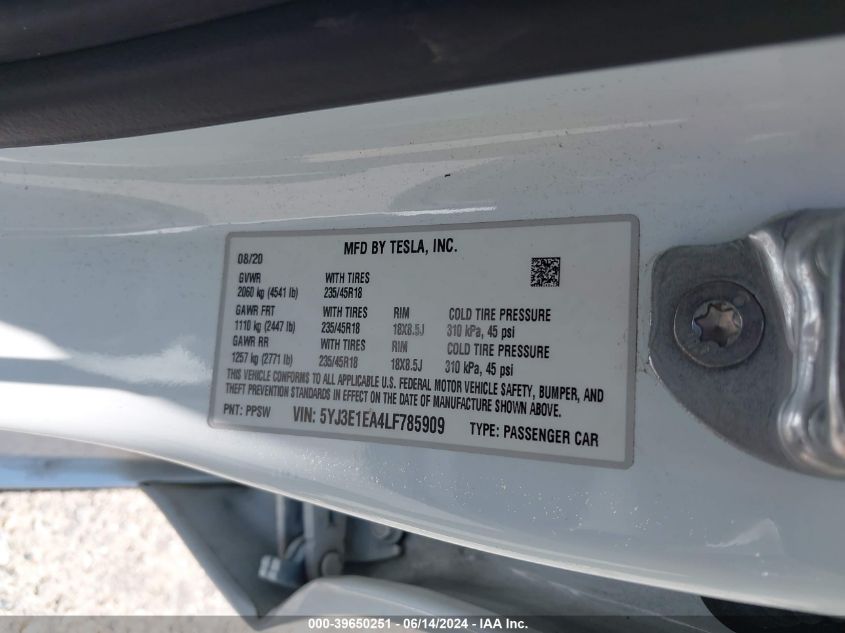 MFD BY TESLA, INC.
08/20
GVWR WITH TIRES
2060 kg (4541 lb) 235/45R18
GAWR FRT WITH TIRES RIM COLD TIRE PRESSURE
1110 kg (2447 lb) 235/45R18 18X8.5J 310 kPa, 45 psi
GAWR RR WITH TIRES RIM COLD TIRE PRESSURE
1257 kg (2771 lb) 235/45R18 18X8.5J 310 kPa, 45 psi
THIS VEHICLE CONFORMS TO ALL APPLICABLE U.S. FEDERAL MOTOR VEHICLE SAFETY, BUMPER, AND
THEFT PREVENTION STANDARDS IN EFFECT ON THE DATE OF MANUFACTURE SHOWN ABOVE.
PNT: PPSW VIN: 5YJ3E1EA4LF785909 TYPE: PASSENGER CAR
000-39650251 - 06/14/2024 - IAA Inc.